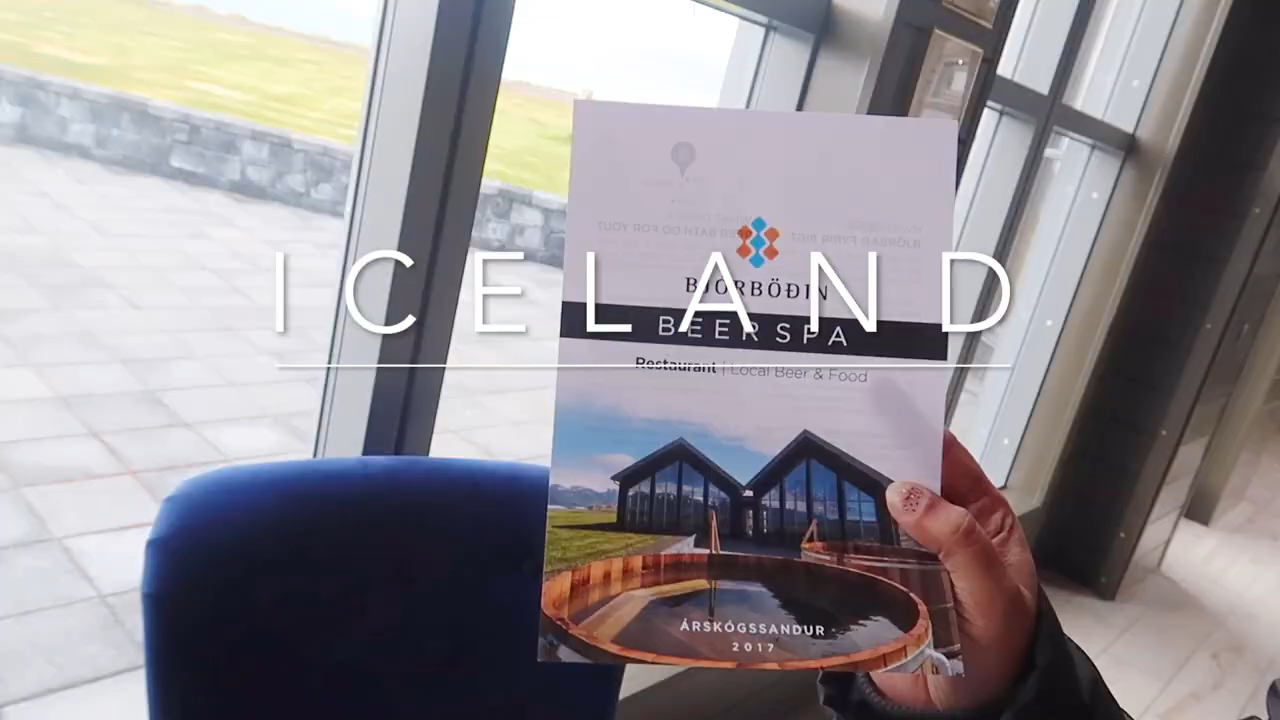 BJÓRBÖÐIN
ICELAND
BEER SPA
Restaurant | Local Beer & Food
ÁRSKÓGSSANDUR
2017